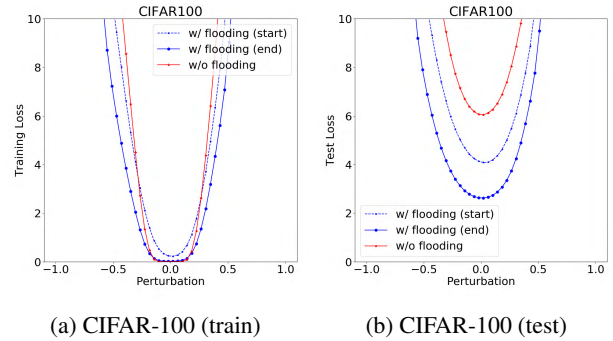 CIFAR100
10
8
6
4
2
0
Training Loss
w/ flooding (start)
w/ flooding (end)
w/o flooding
−1.0 −0.5 0.0 0.5 1.0
Perturbation
(a) CIFAR-100 (train)
CIFAR100
10
8
6
4
2
0
Test Loss
w/ flooding (start)
w/ flooding (end)
w/o flooding
−1.0 −0.5 0.0 0.5 1.0
Perturbation
(b) CIFAR-100 (test)